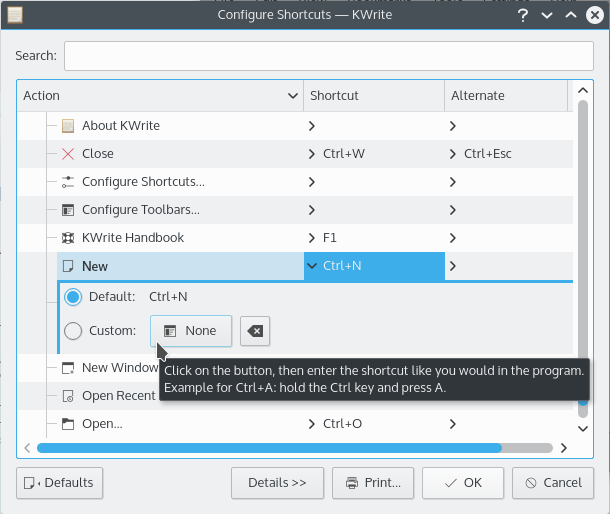 Configure Shortcuts — KWrite
Search:
Action Shortcut Alternate
About KWrite
Close Ctrl+W Ctrl+Esc
Configure Shortcuts...
Configure Toolbars...
KWrite Handbook F1
New Ctrl+N
Default: Ctrl+N
Custom: None
New Window
Click on the button, then enter the shortcut like you would in the program.
Example for Ctrl+A: hold the Ctrl key and press A.
Open Recent
Open... Ctrl+O
Defaults Details >> Print... OK Cancel